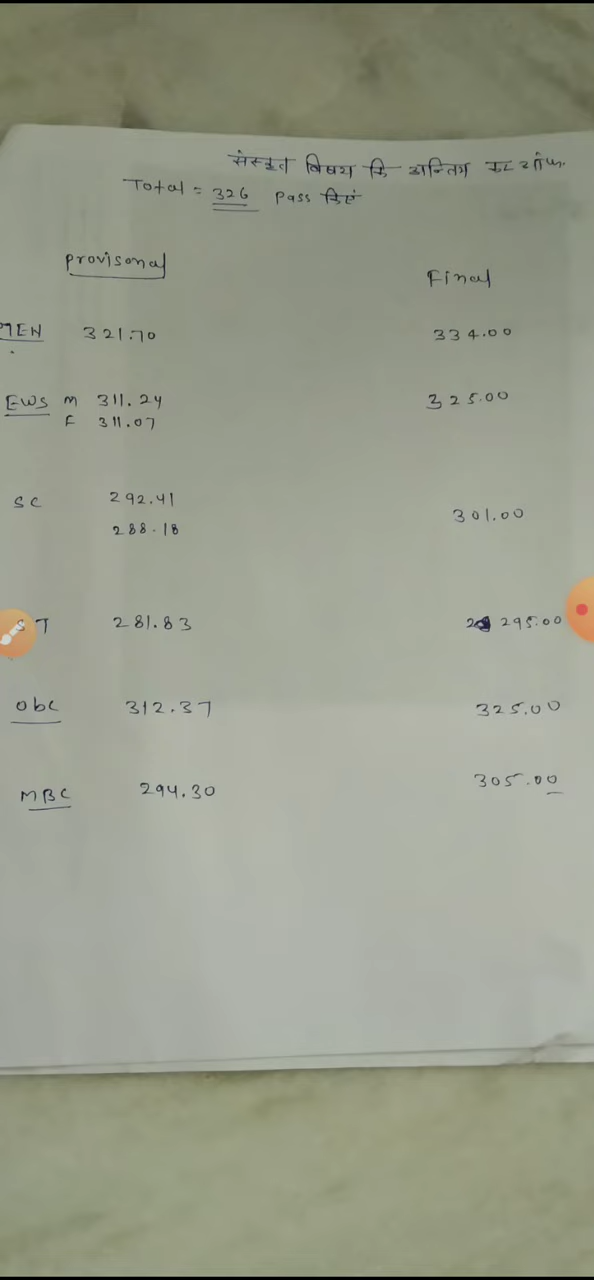 संस्कृत विषय कि अन्तिम कट ऑफ
Total = 326 Pass किएं
Provisonal Final
GEN 321.70 334.00
EWS M 311.24 325.00
F 311.07
SC 292.41
288.18 301.00
ST 281.83 295.00
Obc 312.37 325.00
MBC 294.30 305.00